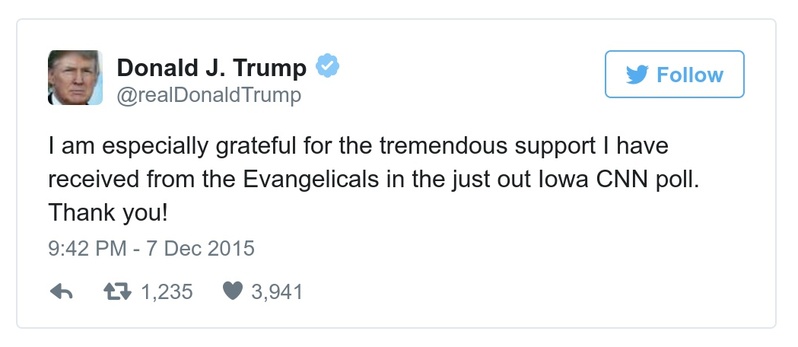 Donald J. Trump
@realDonaldTrump
Follow
I am especially grateful for the tremendous support I have
received from the Evangelicals in the just out Iowa CNN poll.
Thank you!
9:42 PM - 7 Dec 2015
1,235 3,941